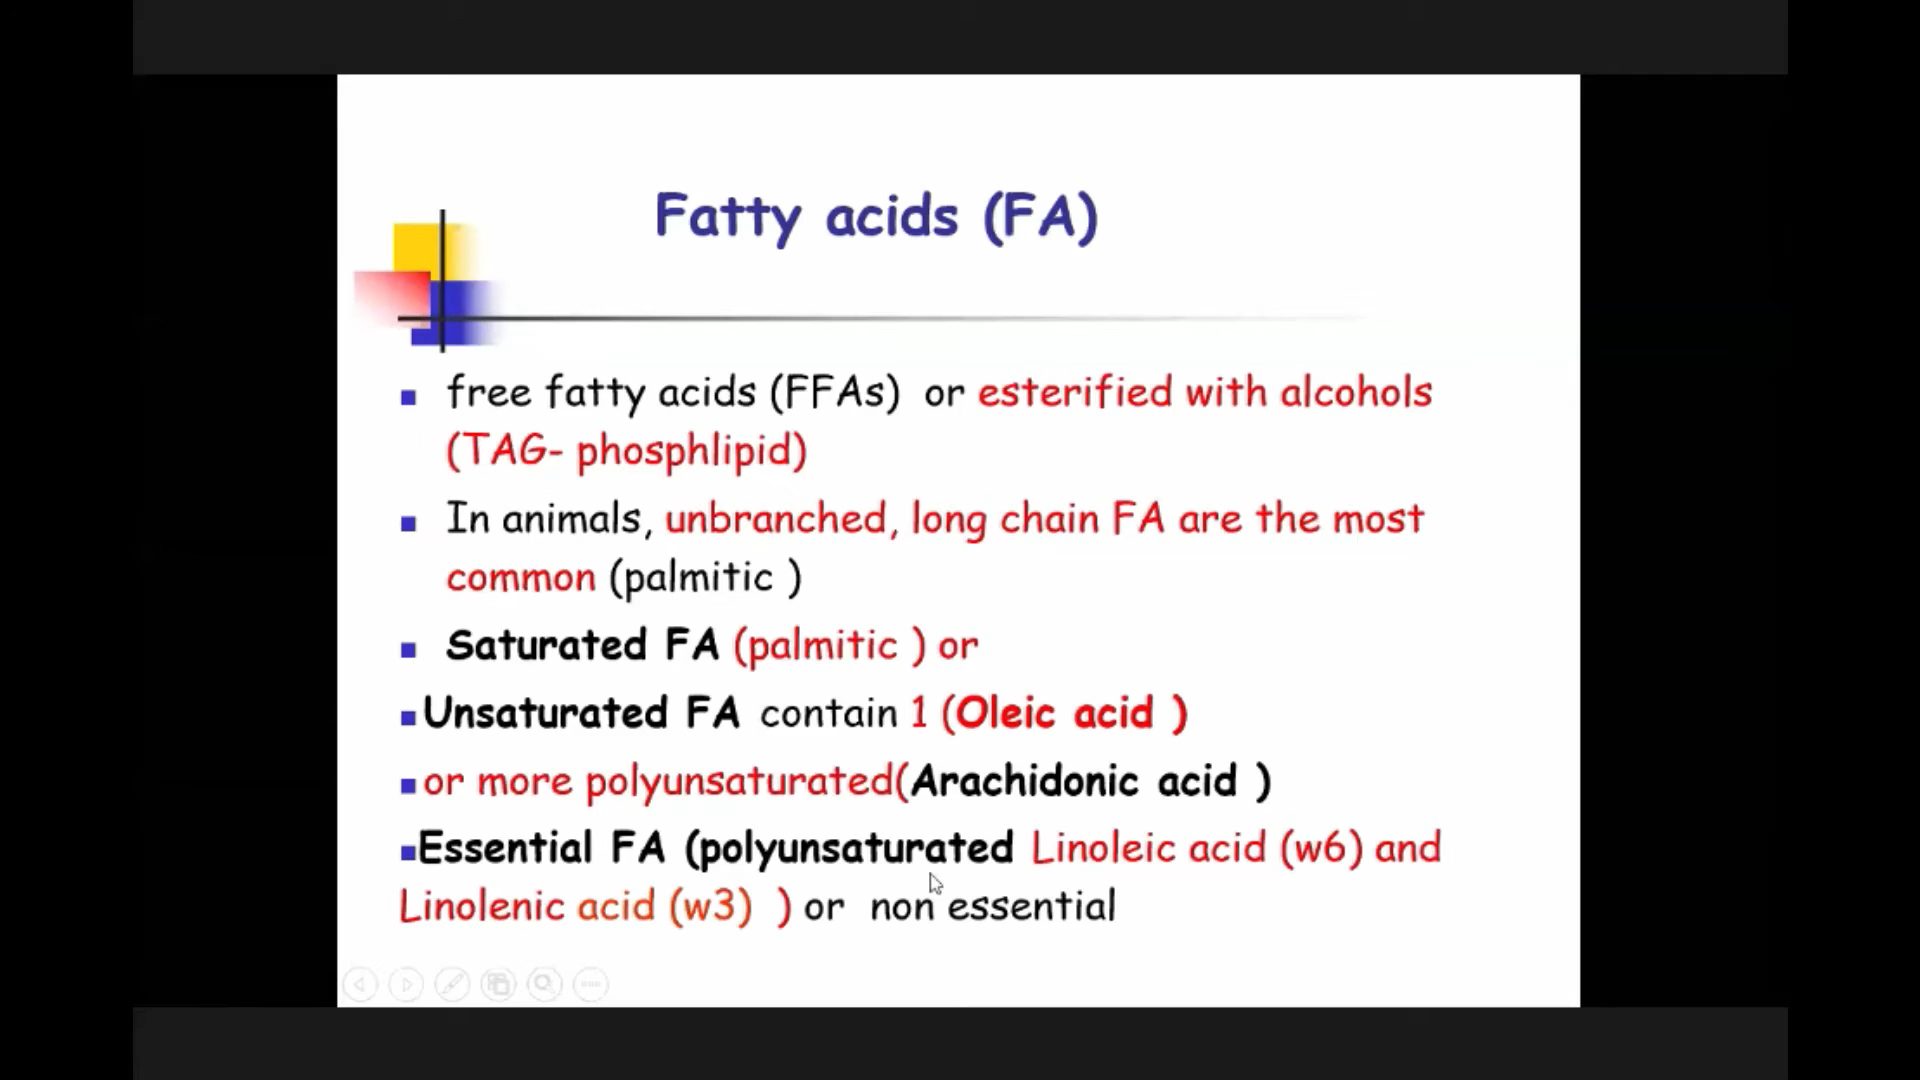 Fatty acids (FA)
free fatty acids (FFAs) or esterified with alcohols
(TAG- phosphlipid)
In animals, unbranched, long chain FA are the most
common (palmitic )
Saturated FA (palmitic ) or
Unsaturated FA contain 1 (Oleic acid )
or more polyunsaturated(Arachidonic acid )
Essential FA (polyunsaturated Linoleic acid (w6) and
Linolenic acid (w3) ) or non essential